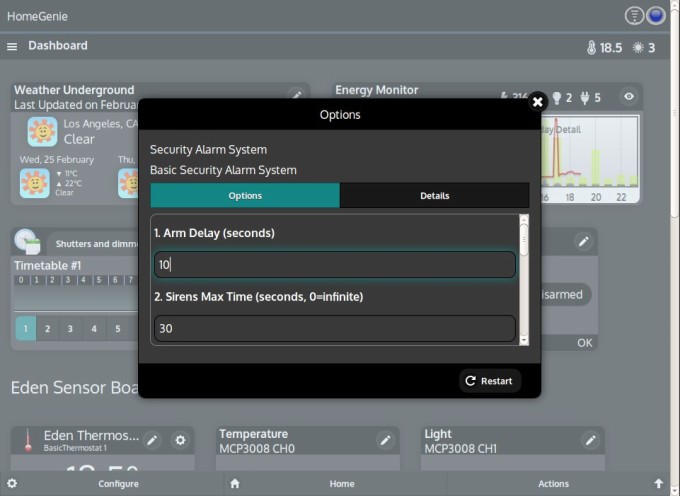 HomeGenie
Dashboard
18.5
3
Weather Underground
Last Updated on Februa
Los Angeles, CA
Clear
Wed, 25 February
Thu,
▼ 11°C
▲ 22°C
Clear
Energy Monitor
2
5
ay Detail
16 18 20 22
Options
Security Alarm System
Basic Security Alarm System
Options
Details
1. Arm Delay (seconds)
10
2. Sirens Max Time (seconds, 0=infinite)
30
Restart
Shutters and dimm
Timetable #1
0 1 2 3 4 5 6 7
1 2 3 4 5
isarmed
OK
Eden Sensor Boa
Eden Thermos...
BasicThermostat 1
Temperature
MCP3008 CH0
Light
MCP3008 CH1
Configure
Home
Actions